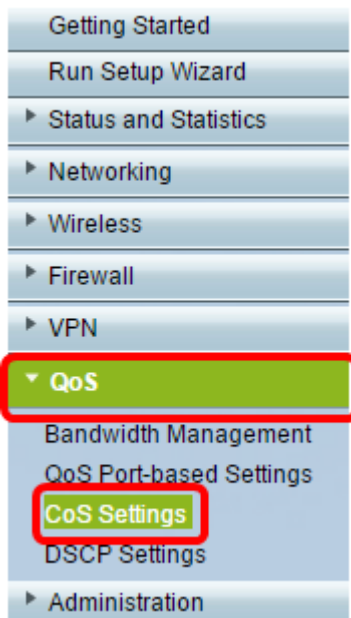 Getting Started
Run Setup Wizard
Status and Statistics
Networking
Wireless
Firewall
VPN
QoS
Bandwidth Management
QoS Port-based Settings
CoS Settings
DSCP Settings
Administration